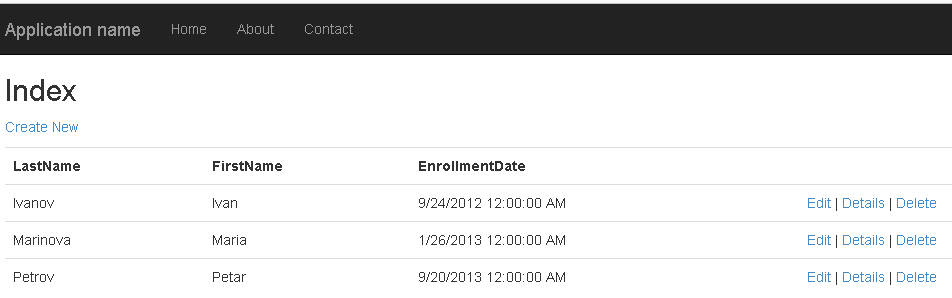 Application name Home About Contact
Index
Create New
LastName FirstName EnrollmentDate
Ivanov Ivan 9/24/2012 12:00:00 AM Edit | Details | Delete
Marinova Maria 1/26/2013 12:00:00 AM Edit | Details | Delete
Petrov Petar 9/20/2013 12:00:00 AM Edit | Details | Delete